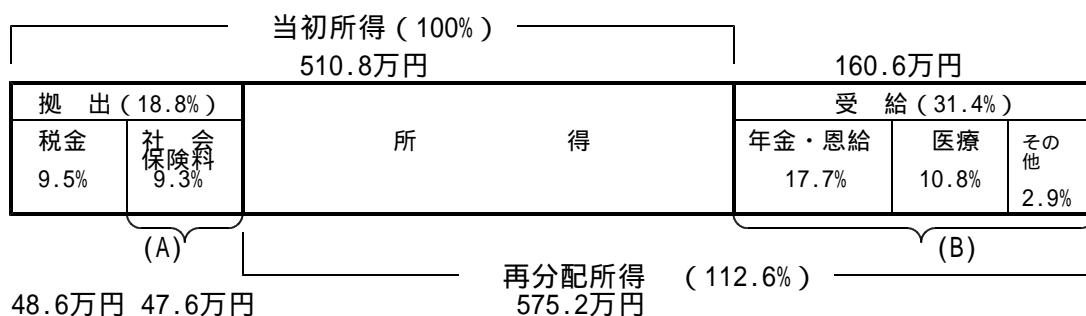 当初所得(100%)
510.8万円 160.6万円
拠 出(18.8%) 受 給(31.4%)
税金 社 会 所 得 年金・恩給 医療 その
保険料 他
9.5% 9.3% 17.7% 10.8% 2.9%
(A) (B)
再分配所得 (112.6%)
48.6万円 47.6万円 575.2万円